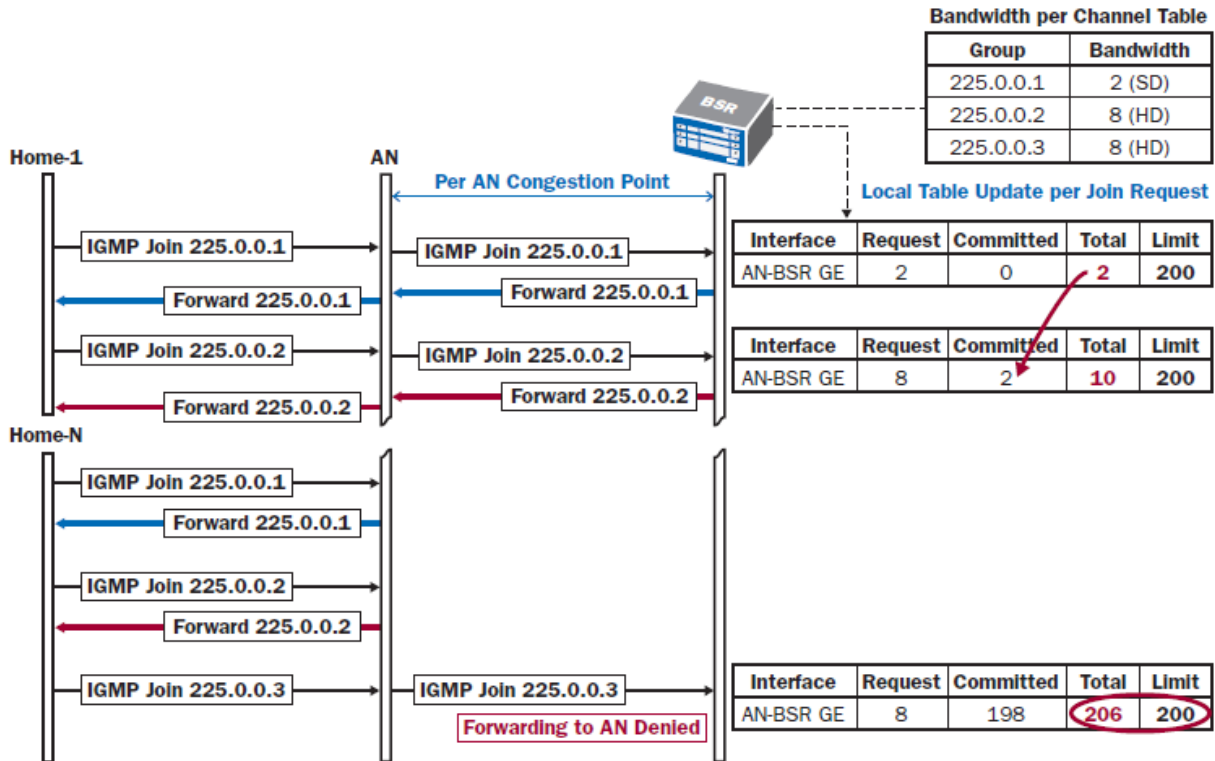 Bandwidth per Channel Table
Group Bandwidth
225.0.0.1 2 (SD)
225.0.0.2 8 (HD)
225.0.0.3 8 (HD)
BSR
Home-1 AN
Per AN Congestion Point
Local Table Update per Join Request
IGMP Join 225.0.0.1
IGMP Join 225.0.0.1
Forward 225.0.0.1
Forward 225.0.0.1
Interface Request Committed Total Limit
AN-BSR GE 2 0 2 200
IGMP Join 225.0.0.2
IGMP Join 225.0.0.2
Forward 225.0.0.2
Forward 225.0.0.2
Interface Request Committed Total Limit
AN-BSR GE 8 2 10 200
Home-N
IGMP Join 225.0.0.1
Forward 225.0.0.1
IGMP Join 225.0.0.2
Forward 225.0.0.2
IGMP Join 225.0.0.3
IGMP Join 225.0.0.3
Forwarding to AN Denied
Interface Request Committed Total Limit
AN-BSR GE 8 198 206 200